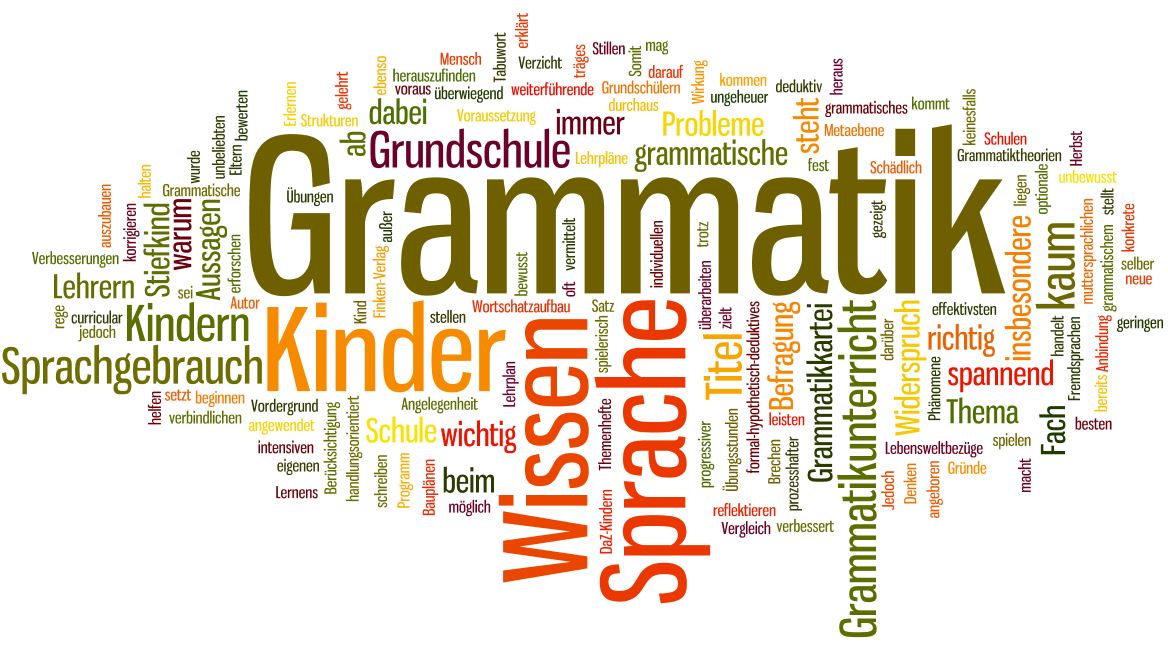 erklärt
Mensch
ebenso
herauszufinden
voraus
überwiegend
Tabuwort
Verzicht
weiterführende
träges
Stillen
Somit
mag
darauf
Grundschülern
durchaus
Wirkung
kommen
ungeheuer
deduktiv
heraus
Erlernen
gelehrt
Strukturen
ab
dabei
Voraussetzung
immer
Probleme
steht
grammatisches
kommt
keinesfalls
Metaebene
Grundschule
Lehrpläne
grammatische
fest
Schädlich
Schulen
Grammatiktheorien
Herbst
unbewusst
bewerten
unbeliebten
Eltern
wurde
halten
Grammatische
Übungen
Grammatik
liegen
optionale
auszubauen
korrigieren
Stiefkind
warum
Aussagen
erforschen
außer
Finken-Verlag
bewusst
oft
vermittelt
individuellen
trotz
gezeigt
insbesondere
kaum
muttersprachlichen
grammatischem
stellt
konkrete
selber
neue
Verbesserungen
Lehrern
sei
Autor
rege
curricular
jedoch
Kindern
Kinder
Kind
stellen
Wortschatzaufbau
Satz
spielerisch
Wissen
Sprache
überarbeiten
zielt
Titel
formal-hypothetisch-deduktives
Befragung
Grammatikkartei
Grammatikunterricht
darüber
Widerspruch
effektivsten
richtig
Phänomene
spannend
Thema
handelt
Fremdsprachen
Anbindung
bereits
geringen
besten
Fach
Sprachgebrauch
helfen
setzt
beginnen
verbindlichen
angewendet
Vordergrund
intensiven
eigenen
Lernens
Berücksichtigung
handlungsorientiert
Angelegenheit
Schule
wichtig
Lehrplan
schreiben
Programm
Bauplänen
beim
möglich
Themenhefte
DaZ-Kindern
progressiver
Übungsstunden
leisten
Brechen
prozesshafter
reflektieren
Vergleich
verbessert
Lebensweltbezüge
spielen
Jedoch
Denken
angeboren
Gründe
macht